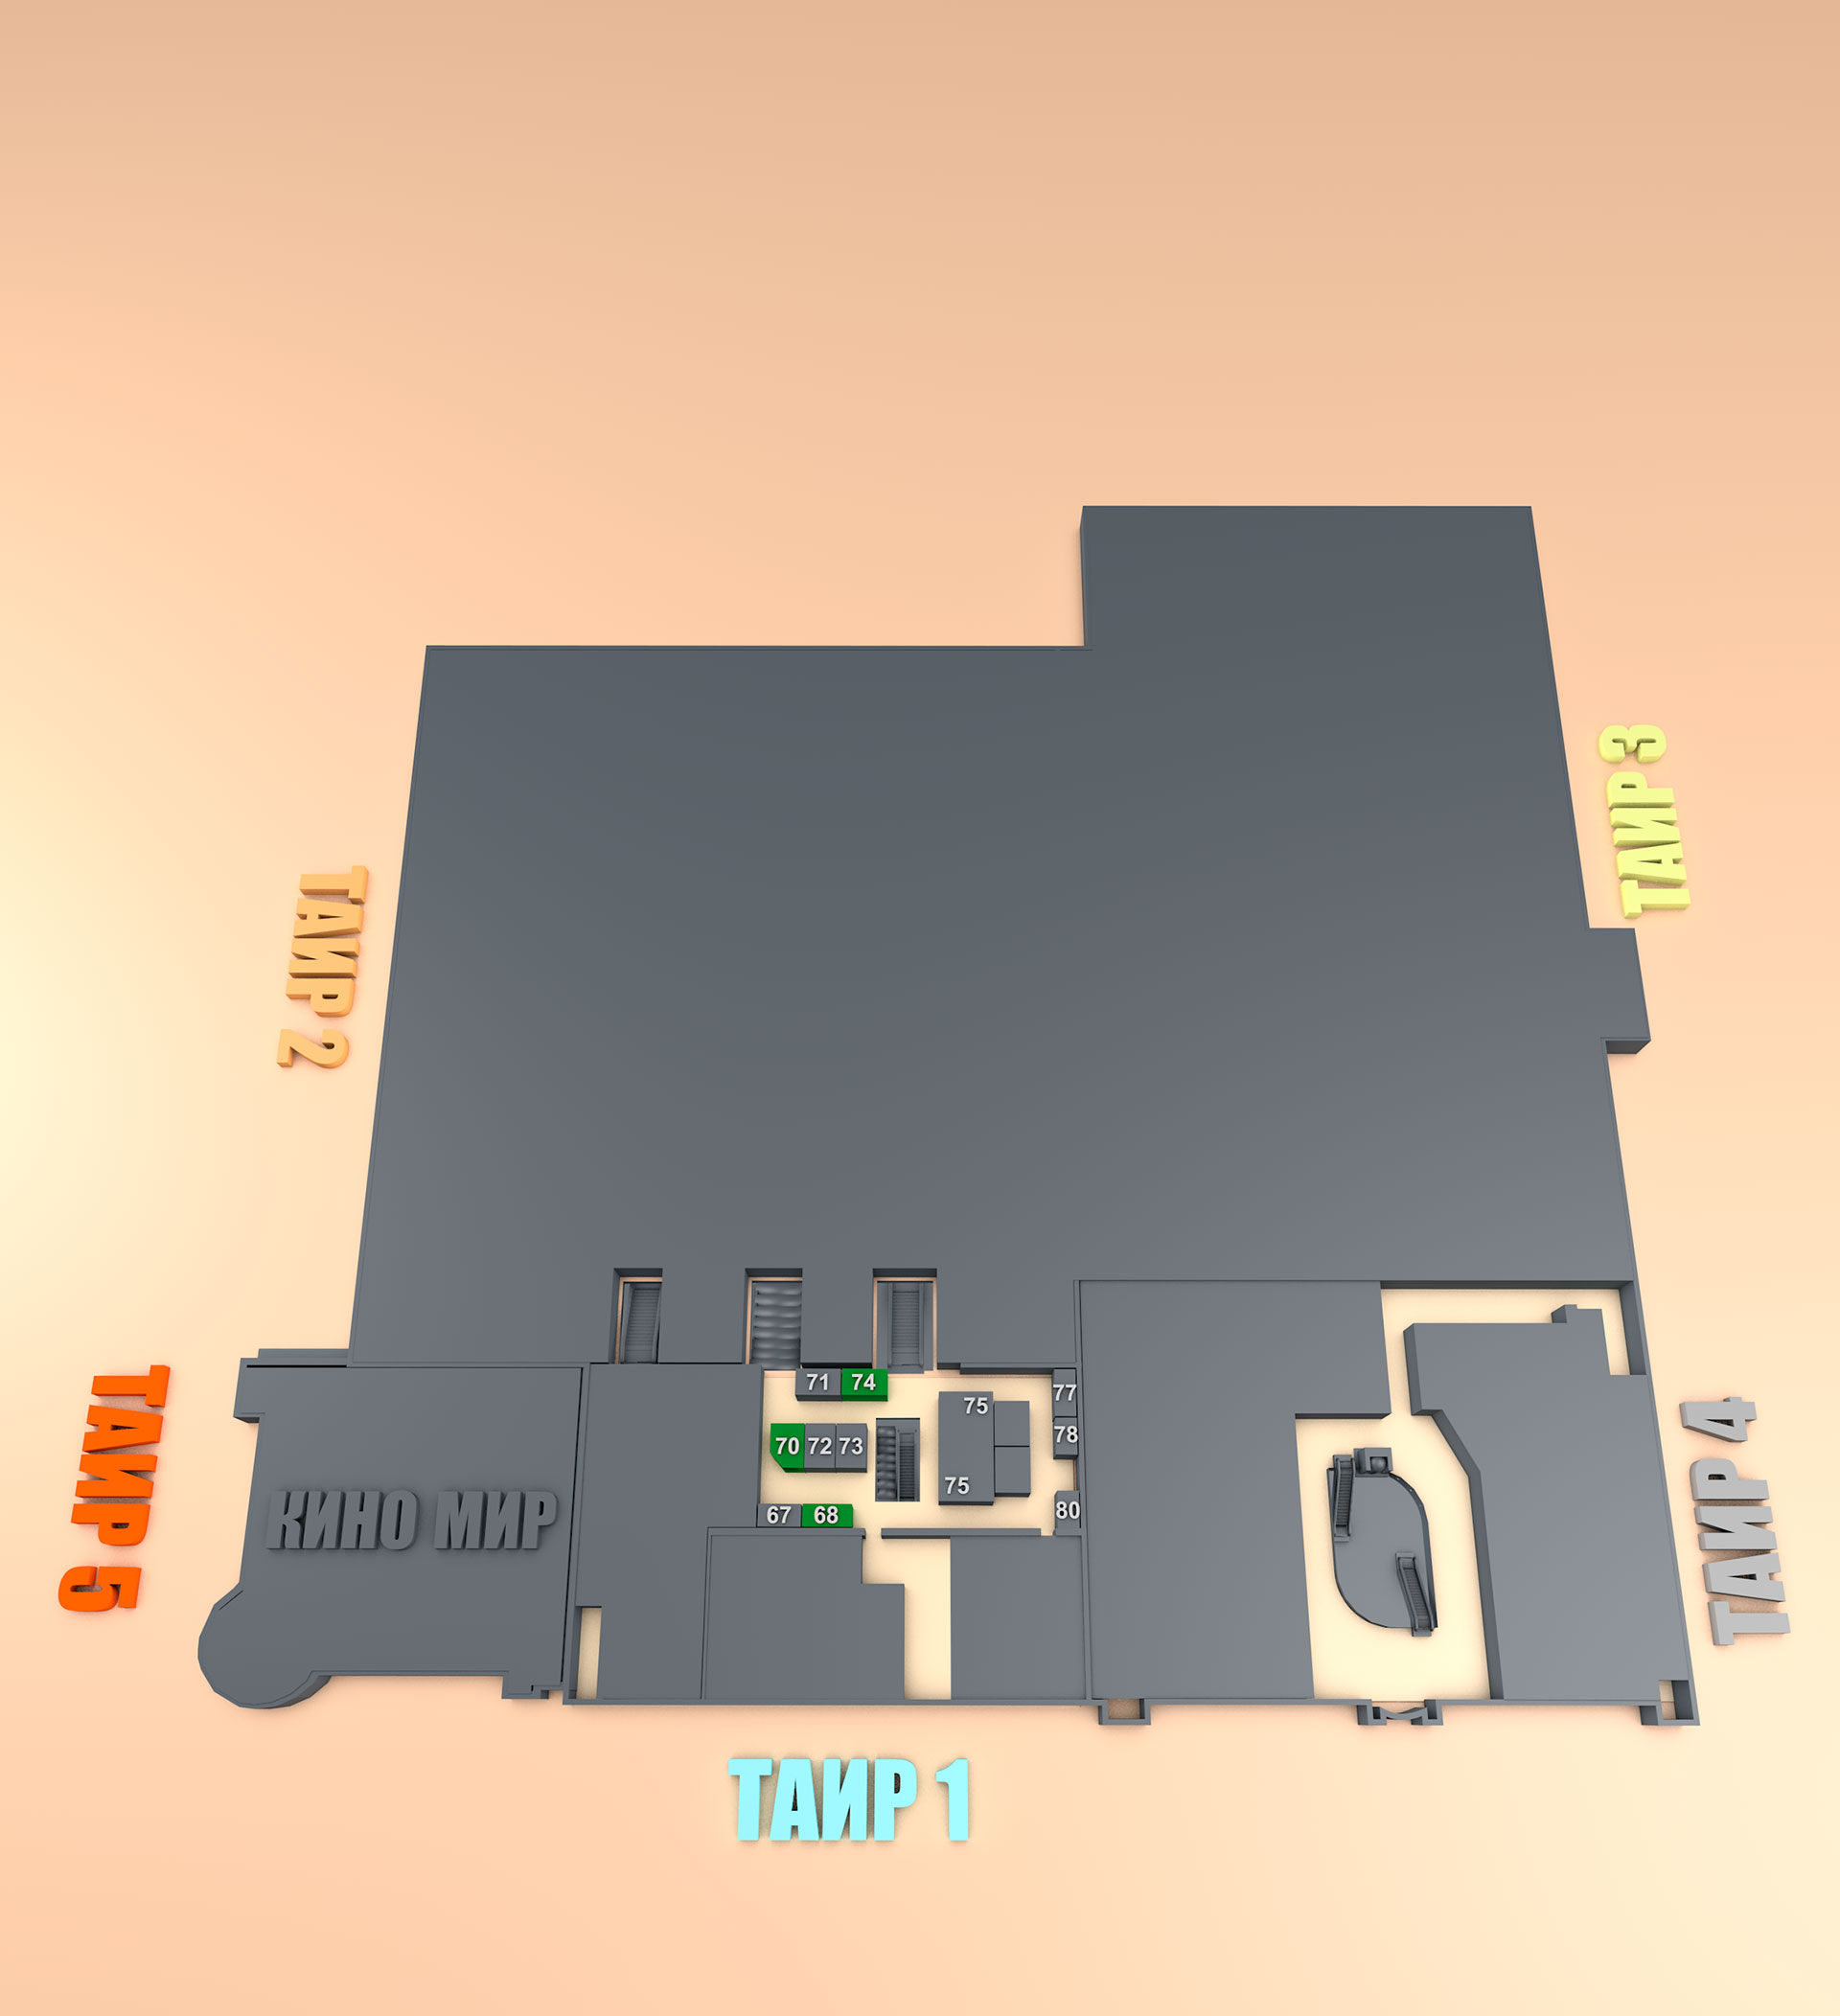 ТАИР 3
ТАИР 2
71 74
77
75
78
70 72 73
75
67 68
80
ТАИР 4
ТАИР 5
КИНО МИР
ТАИР 1